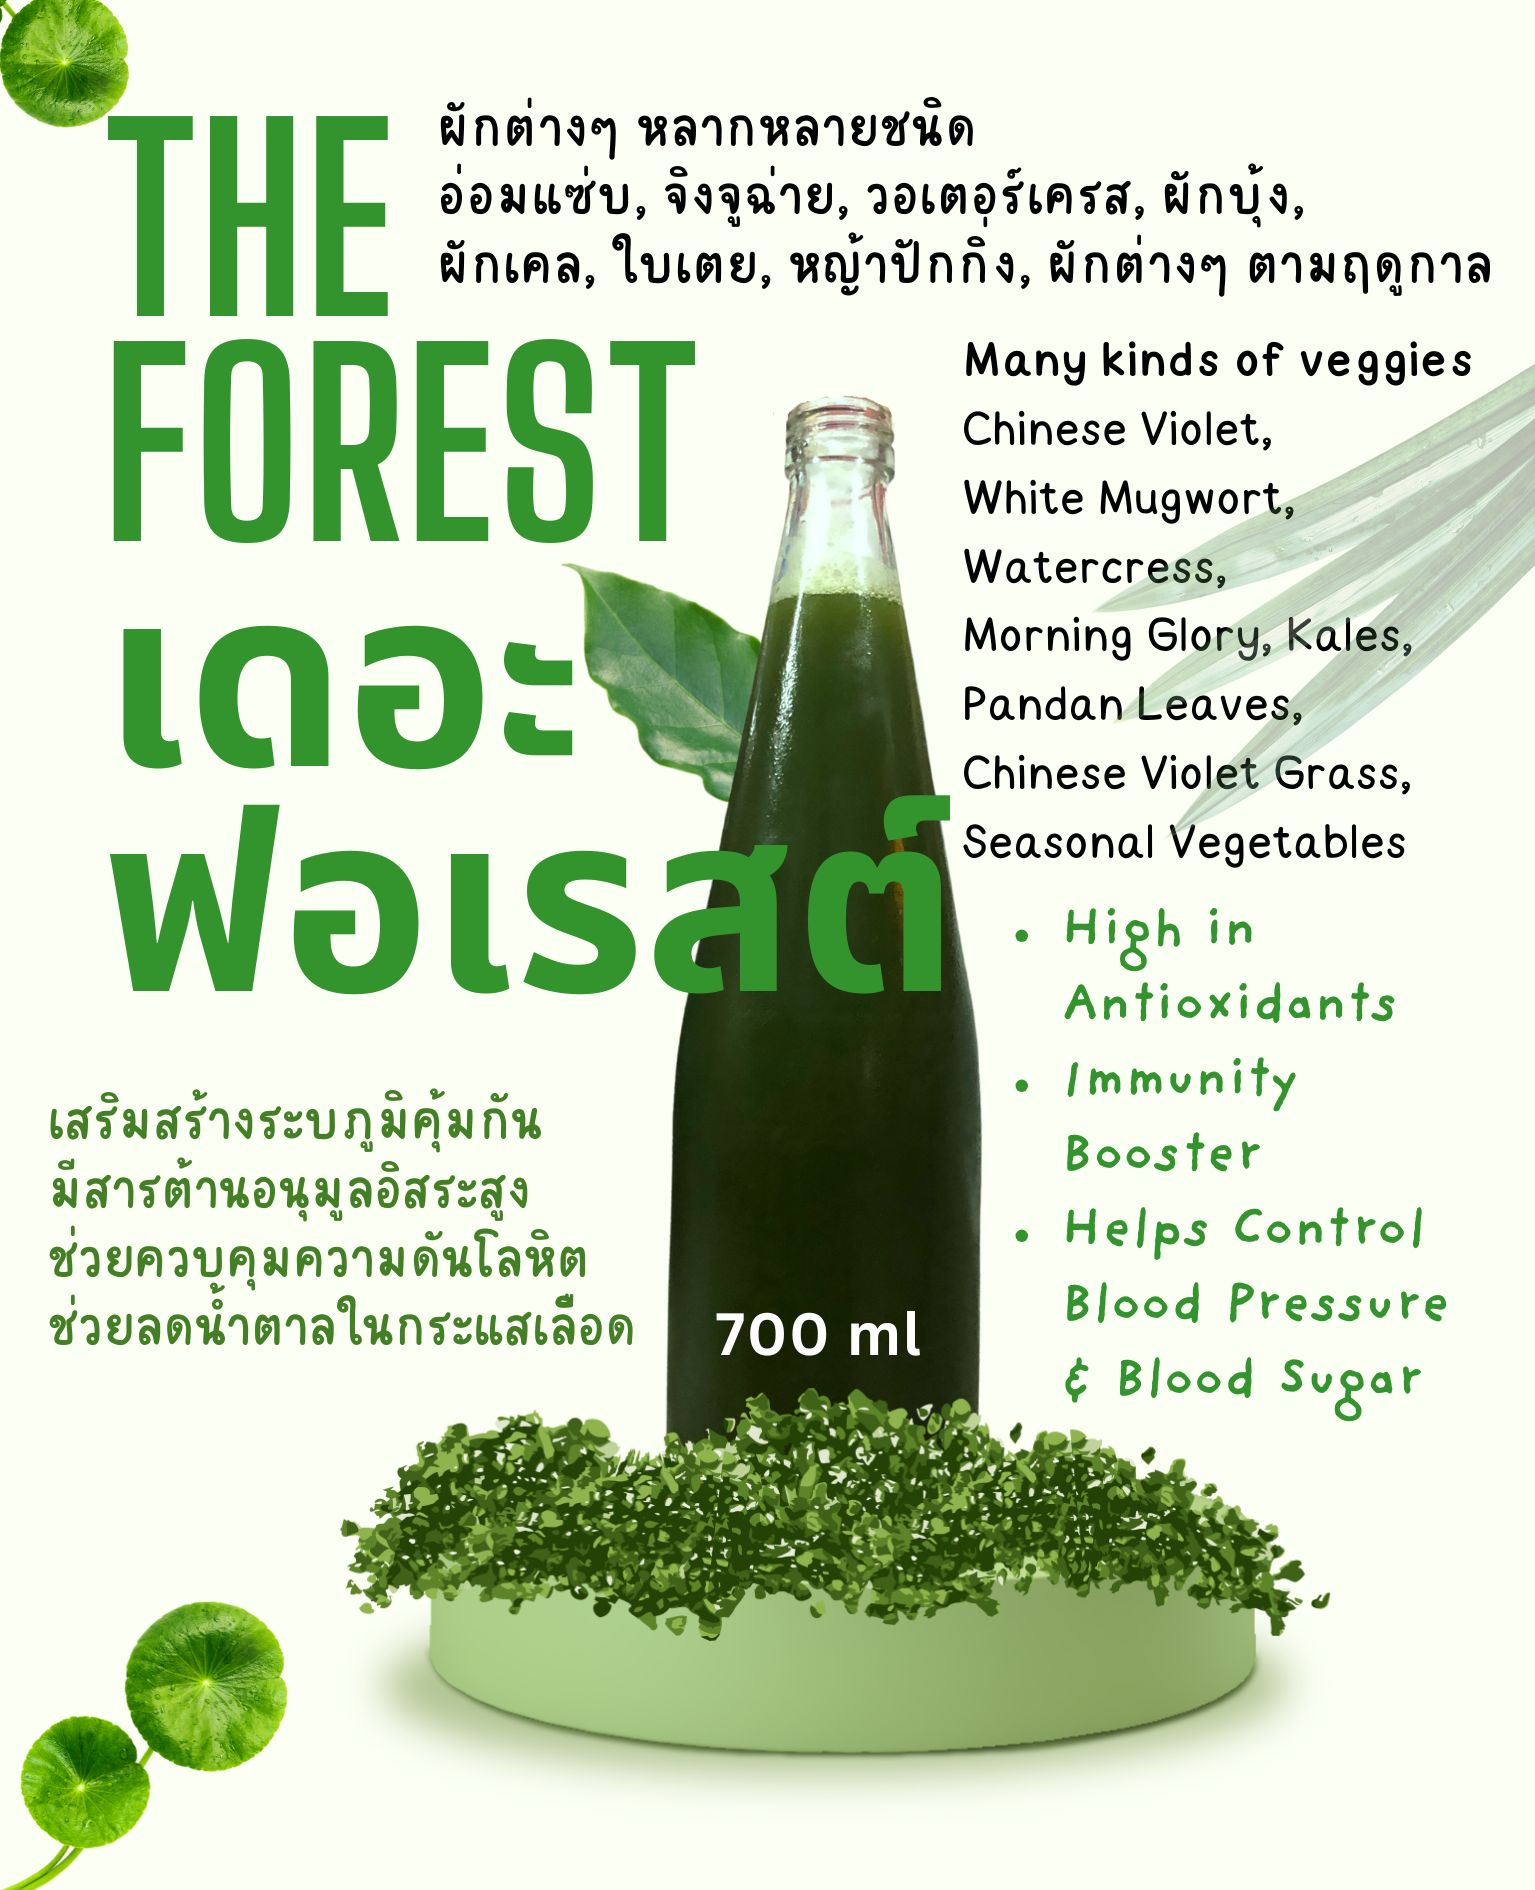 THE
FOREST
เดอะ
ฟอเรสต์
ผักต่างๆ หลากหลายชนิด
อ่อมแซ่บ, จิงจูฉ่าย, วอเตอร์เครส, ผักบุ้ง,
ผักเคล, ใบเตย, หญ้าปักกิ่ง, ผักต่างๆ ตามฤดูกาล
Many kinds of veggies
Chinese Violet,
White Mugwort,
Watercress,
Morning Glory, Kales,
Pandan Leaves,
Chinese Violet Grass,
Seasonal Vegetables
• High in
Antioxidants
• Immunity
Booster
• Helps Control
Blood Pressure
& Blood Sugar
เสริมสร้างระบบภูมิคุ้มกัน
มีสารต้านอนุมูลอิสระสูง
ช่วยควบคุมความดันโลหิต
ช่วยลดน้ำตาลในกระแสเลือด
700 ml